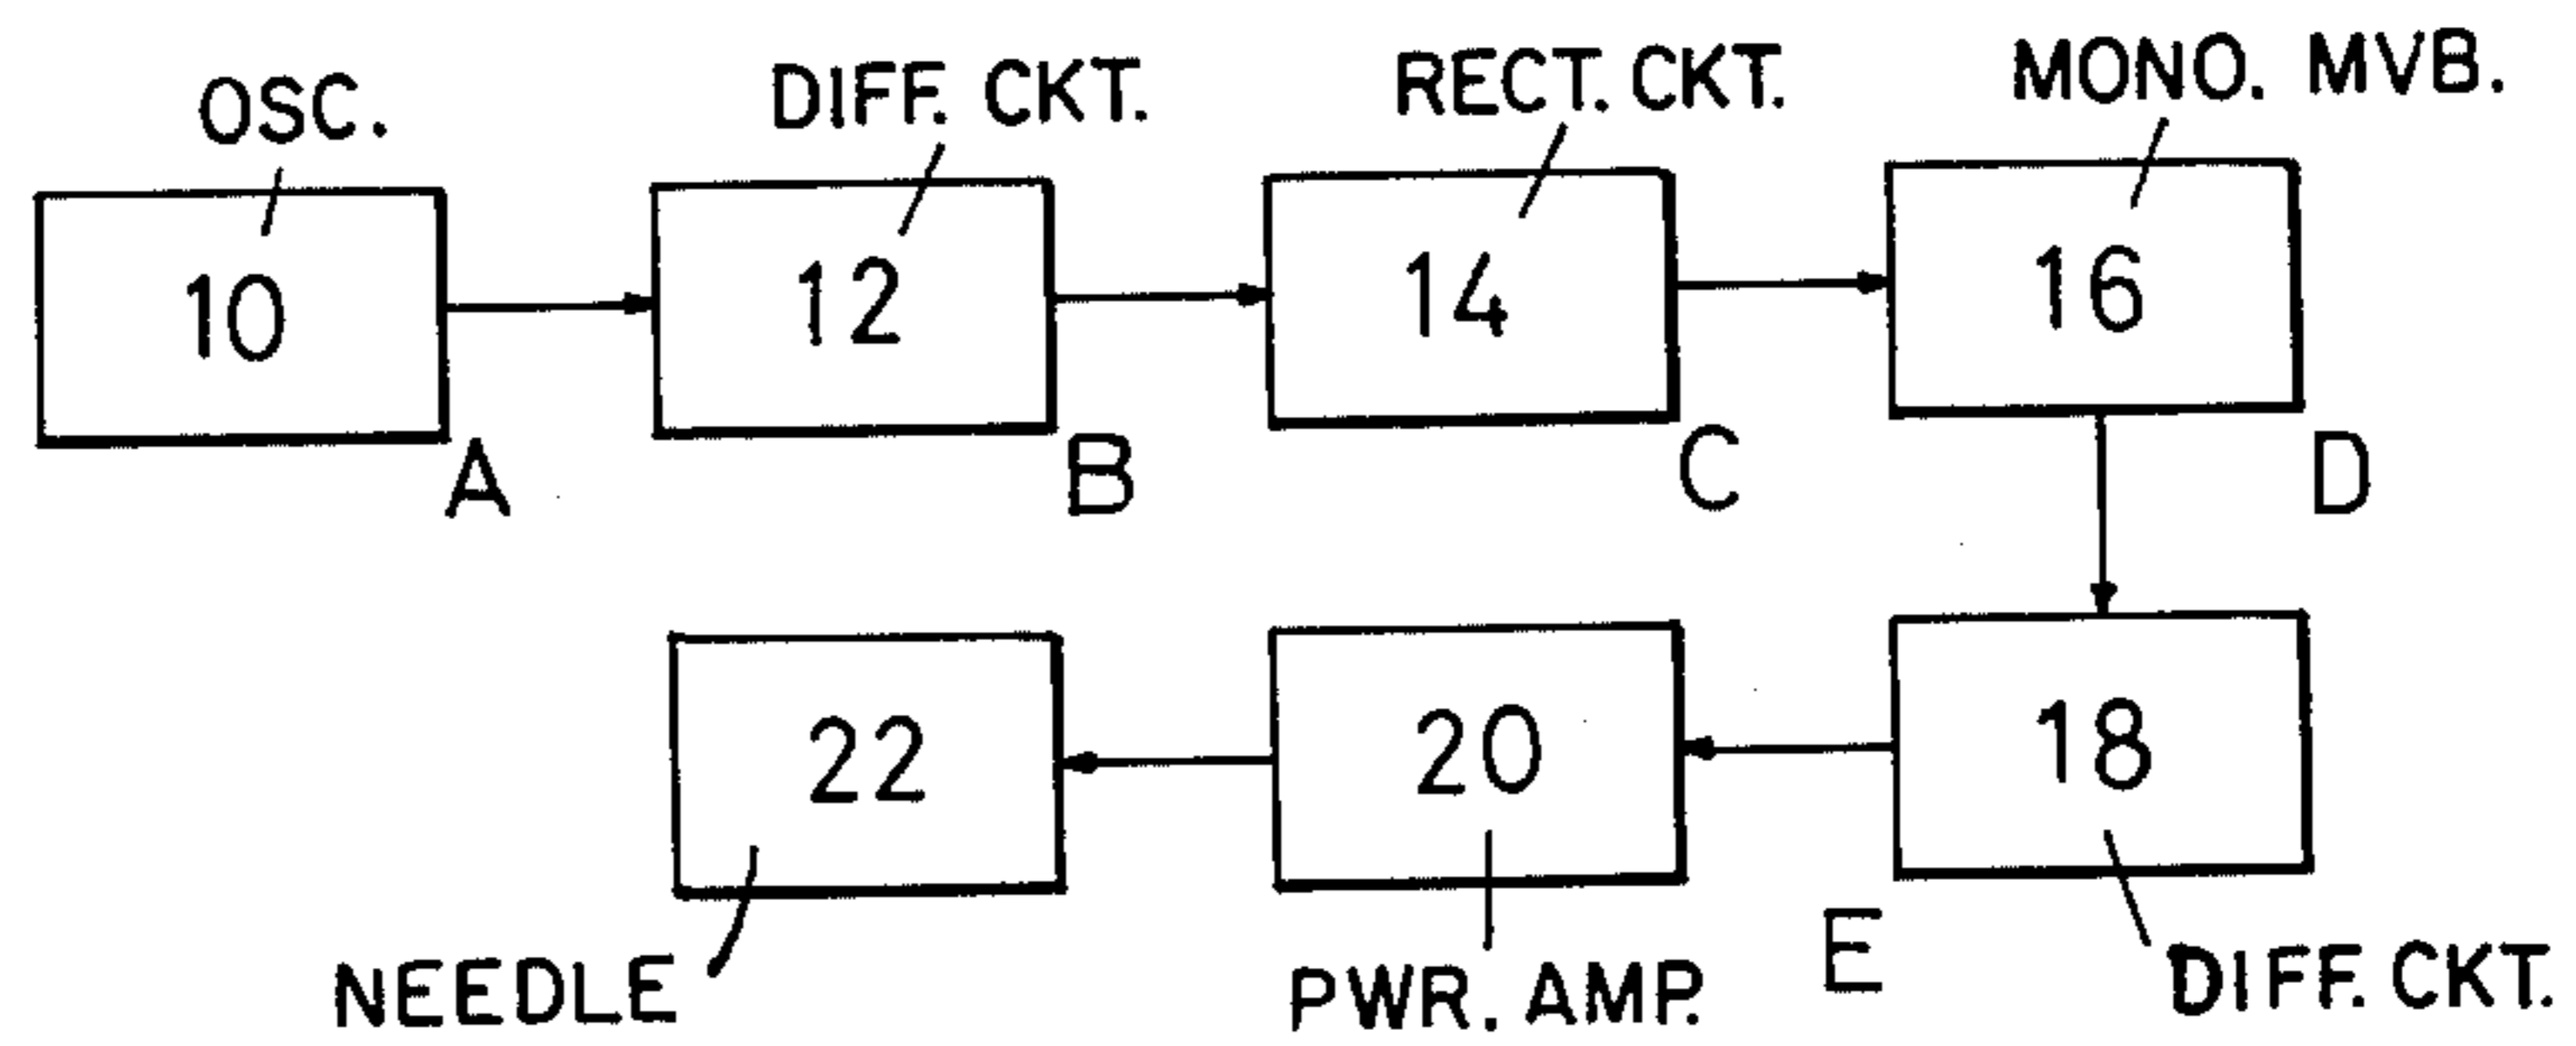 OSC.
DIFF. CKT.
RECT. CKT.
MONO. MVB.
10
12
14
16
A
B
C
D
22
20
18
E
NEEDLE
PWR. AMP.
DIFF. CKT.